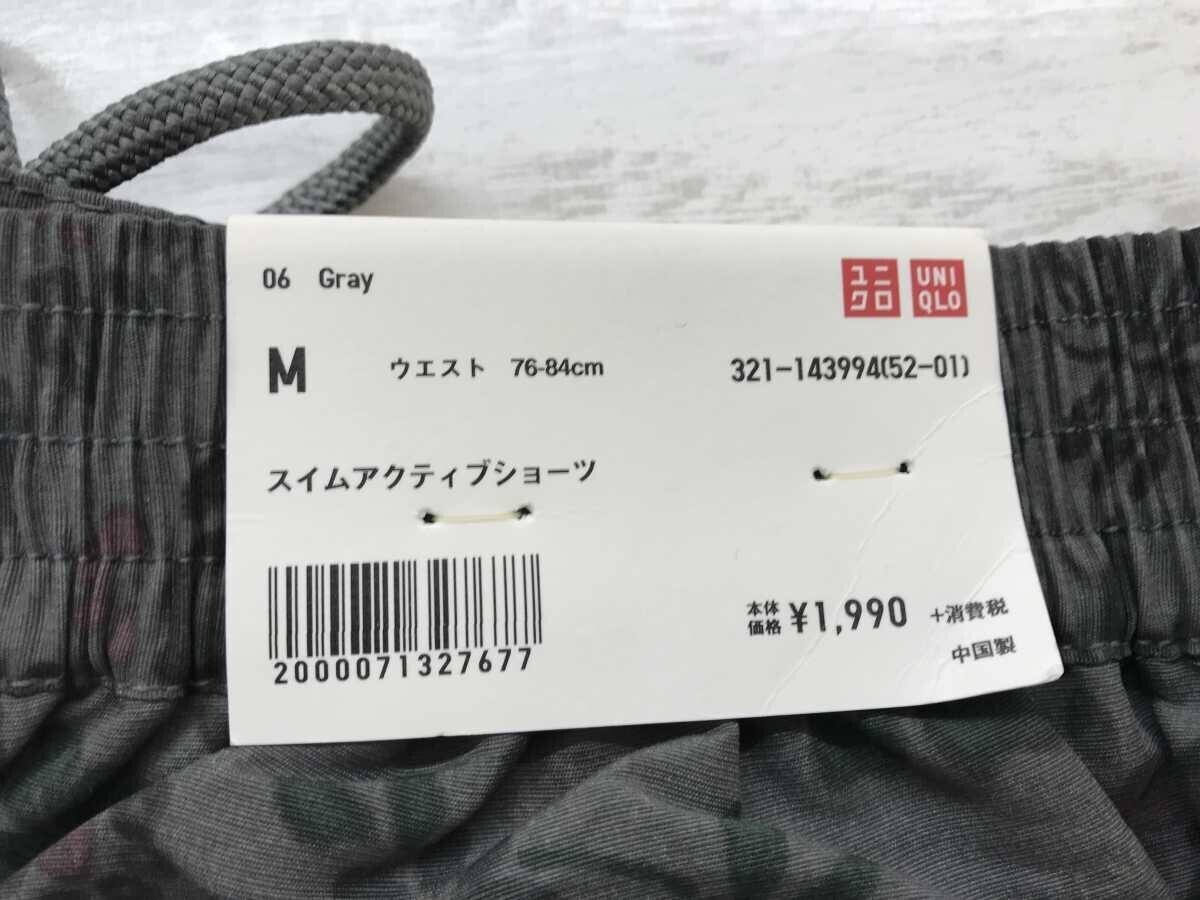 06 Gray
ユニクロ
UNIQLO
M ウエスト 76-84cm 321-143994(52-01)
スイムアクティブショーツ
2000071327677
本体価格 ¥1,990 +消費税
中国製